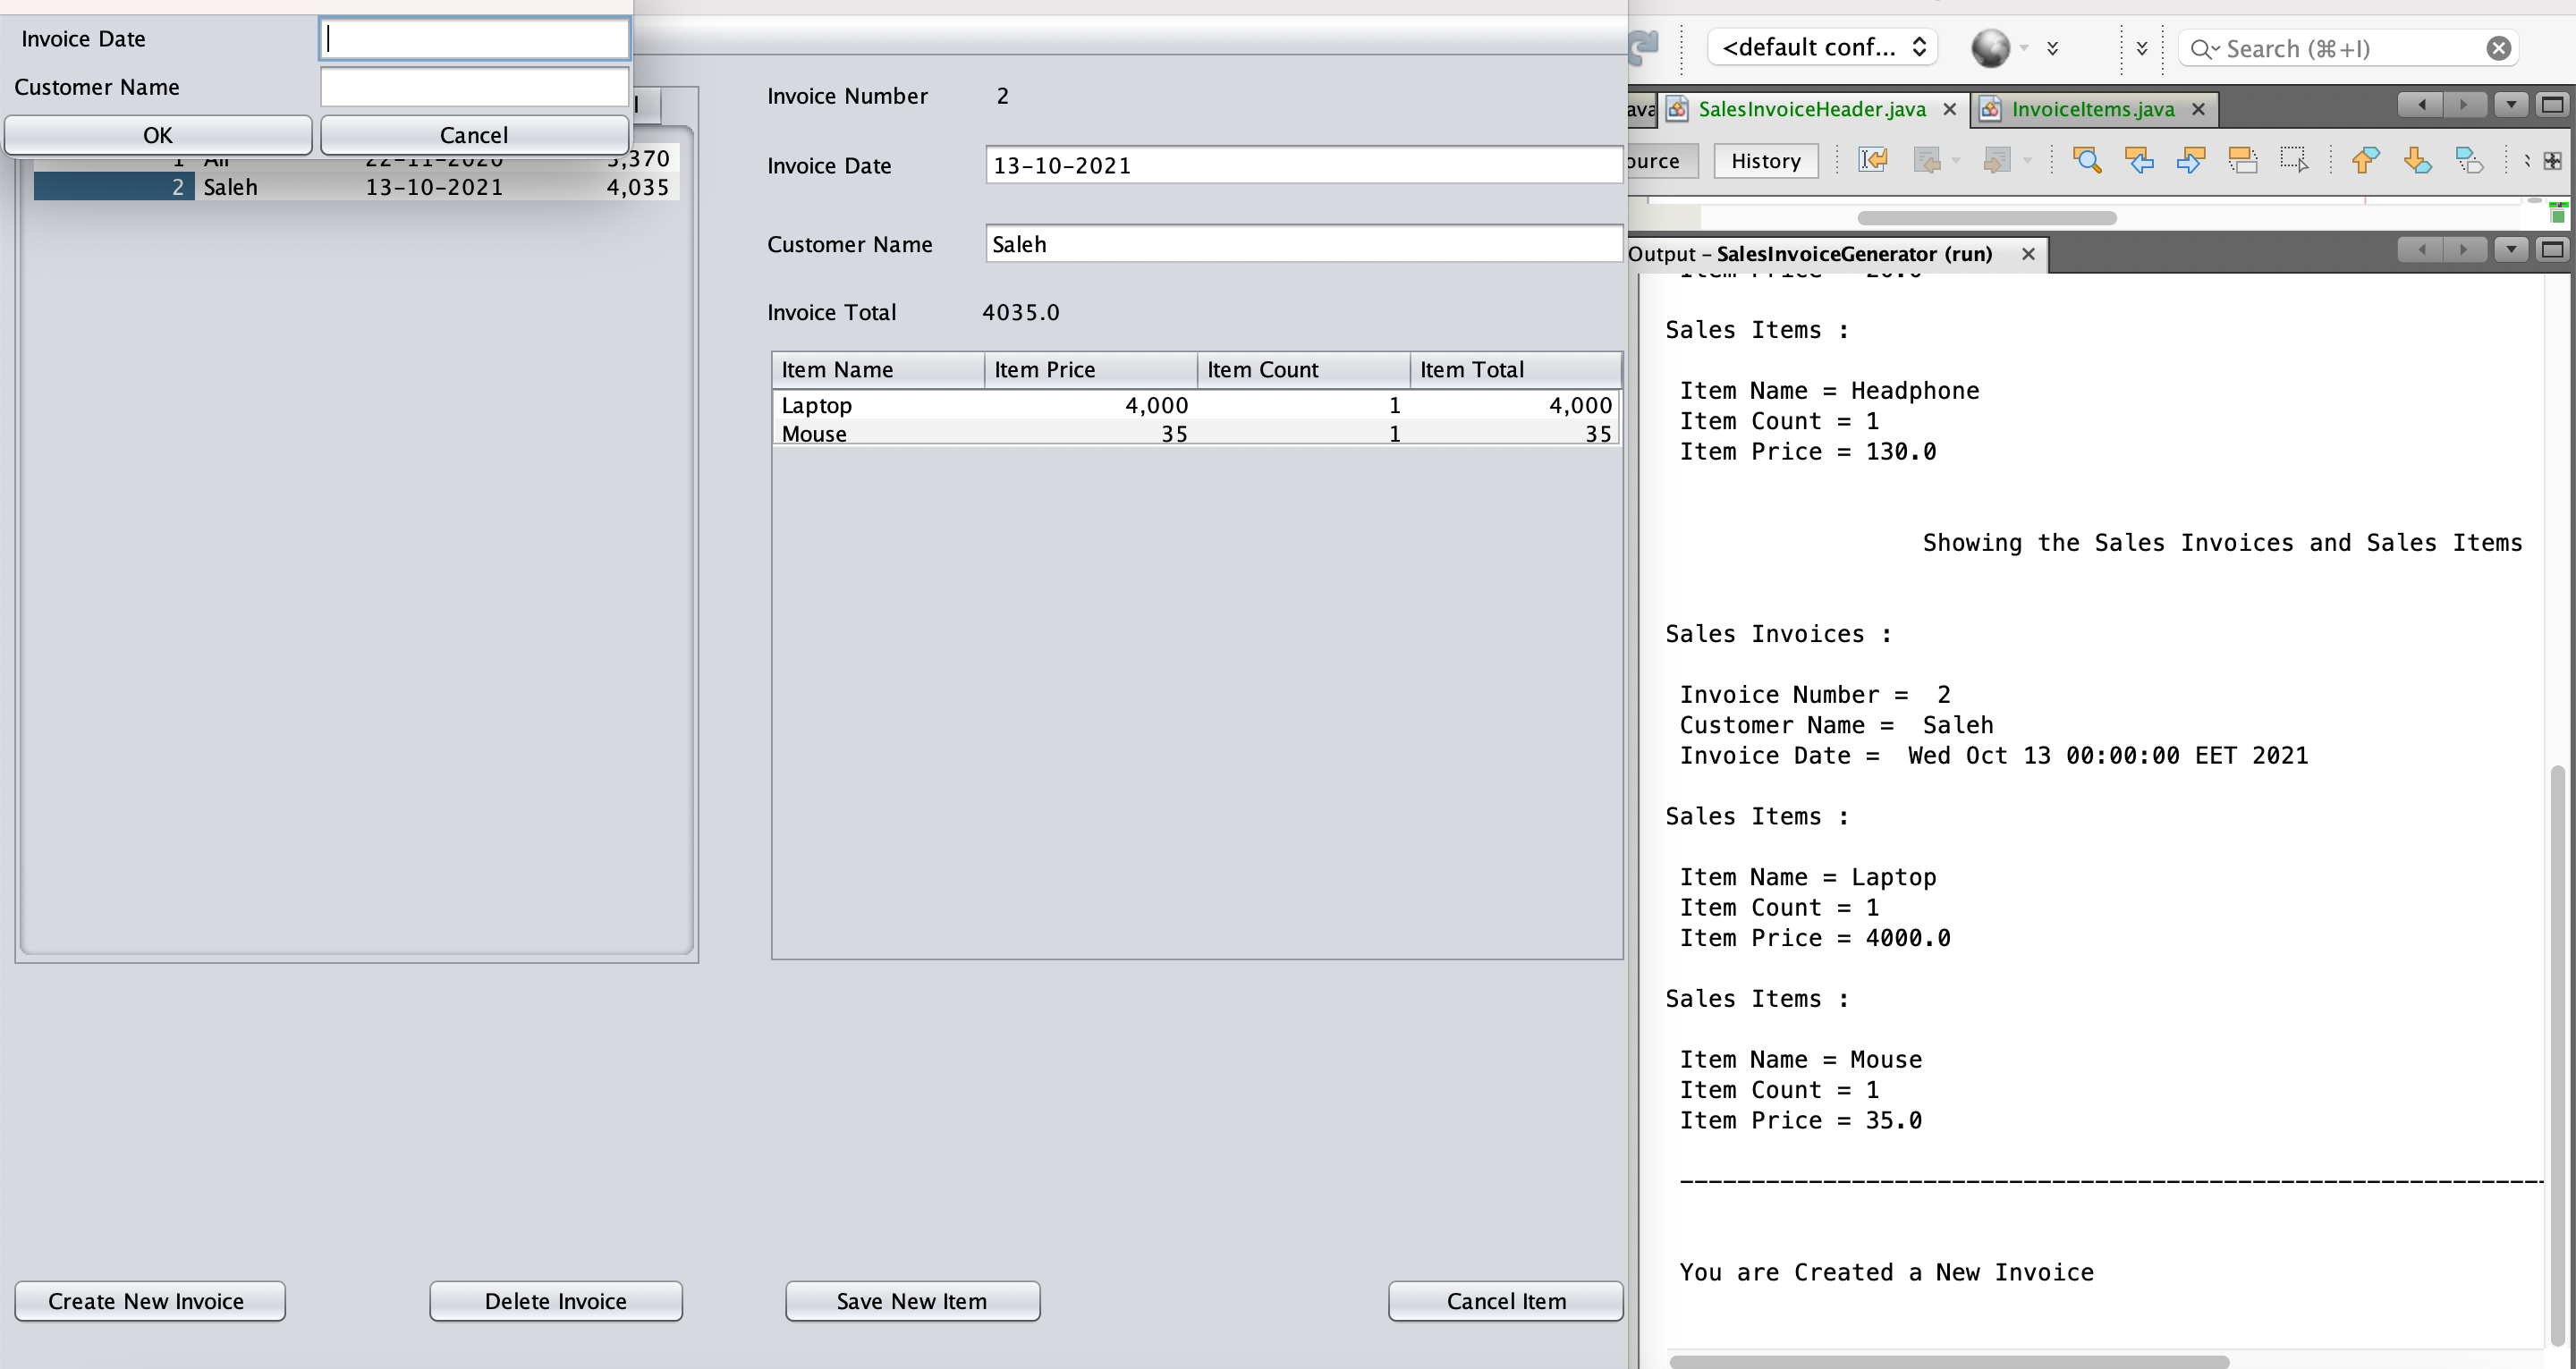 Invoice Date
Customer Name
OK Cancel
22-11-2020 3,370
2 Saleh 13-10-2021 4,035
Invoice Number 2
Invoice Date 13-10-2021
Customer Name Saleh
Invoice Total 4035.0
Item Name Item Price Item Count Item Total
Laptop 4,000 1 4,000
Mouse 35 1 35
Create New Invoice Delete Invoice Save New Item Cancel Item
<default conf... Search (⌘+I)
ava SalesInvoiceHeader.java InvoiceItems.java
ource History
Output – SalesInvoiceGenerator (run)
Item Price = 20.0
Sales Items :
Item Name = Headphone
Item Count = 1
Item Price = 130.0
Showing the Sales Invoices and Sales Items
Sales Invoices :
Invoice Number =  2
Customer Name =  Saleh
Invoice Date =  Wed Oct 13 00:00:00 EET 2021
Sales Items :
Item Name = Laptop
Item Count = 1
Item Price = 4000.0
Sales Items :
Item Name = Mouse
Item Count = 1
Item Price = 35.0
You are Created a New Invoice